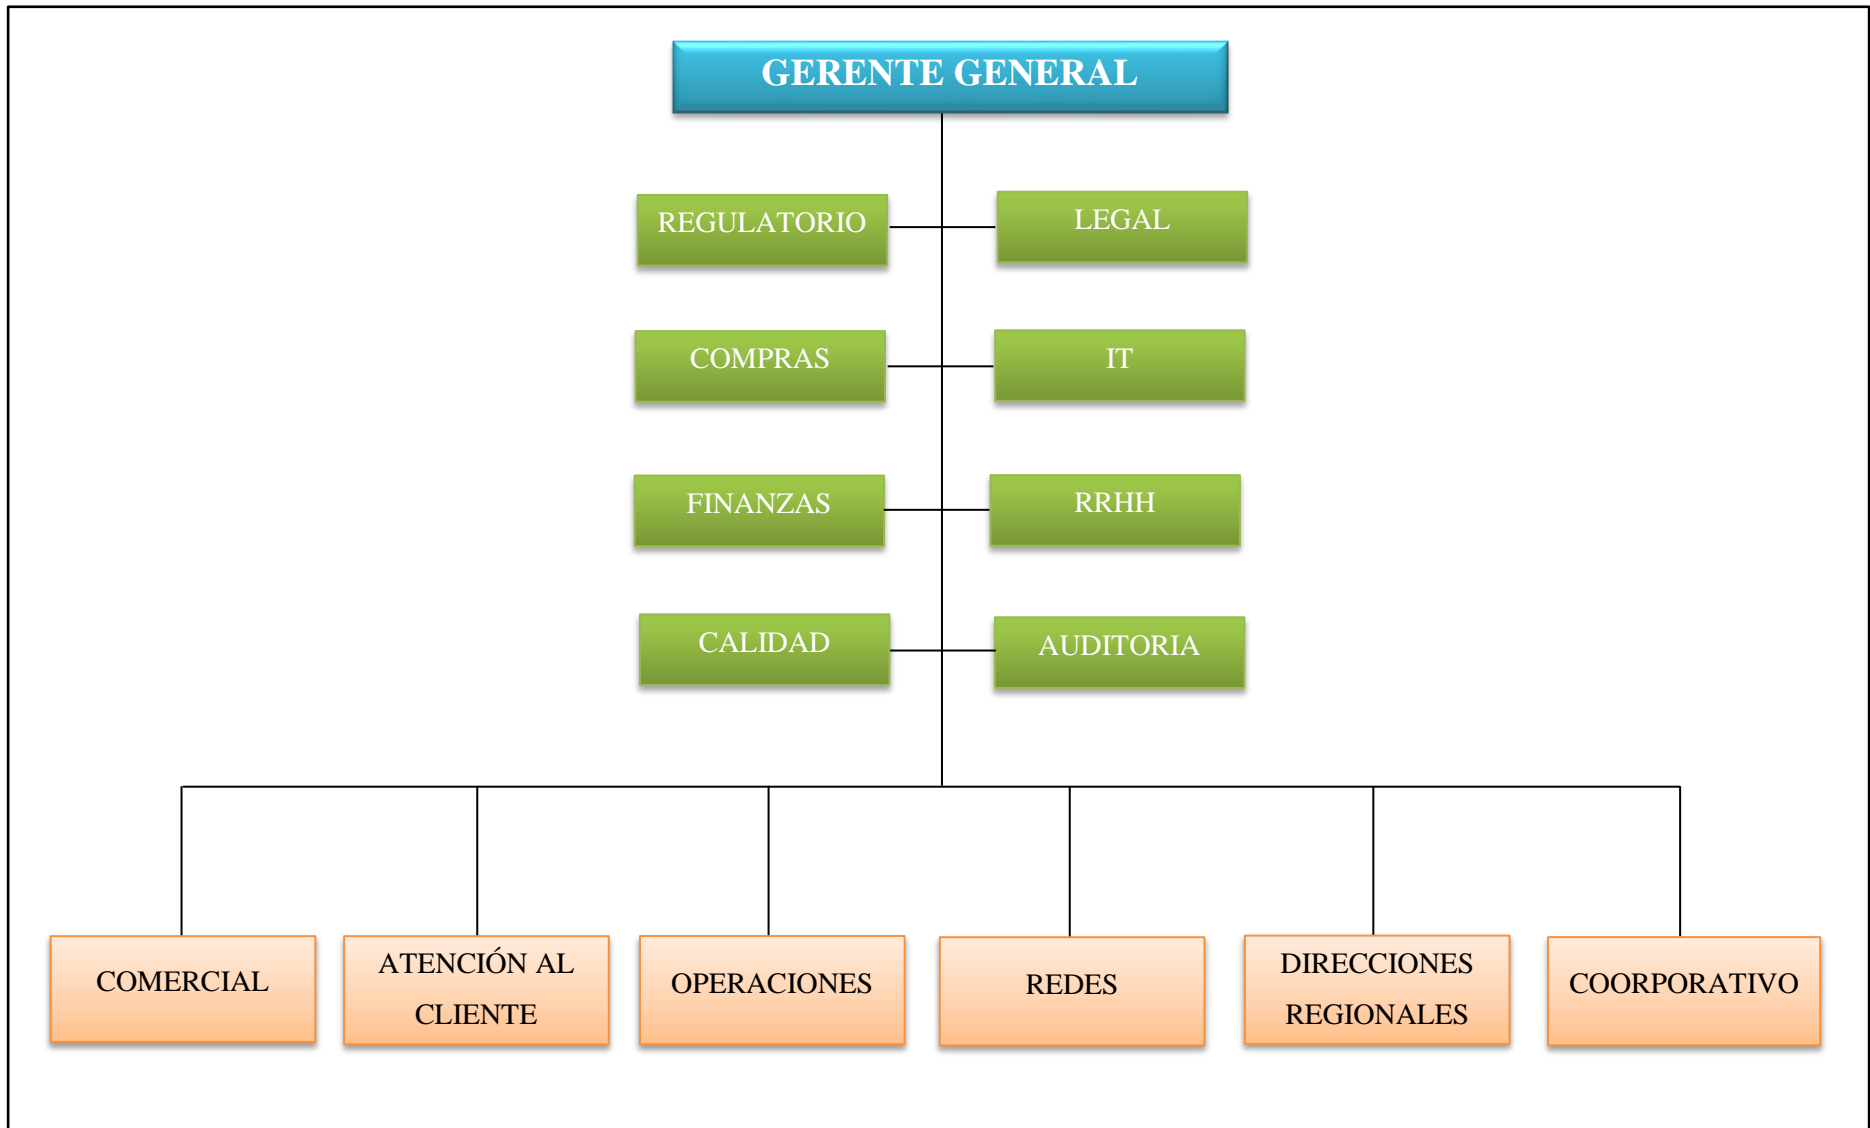 GERENTE GENERAL
REGULATORIO
LEGAL
COMPRAS
IT
FINANZAS
RRHH
CALIDAD
AUDITORIA
COMERCIAL
ATENCIÓN AL
CLIENTE
OPERACIONES
REDES
DIRECCIONES
REGIONALES
COORPORATIVO